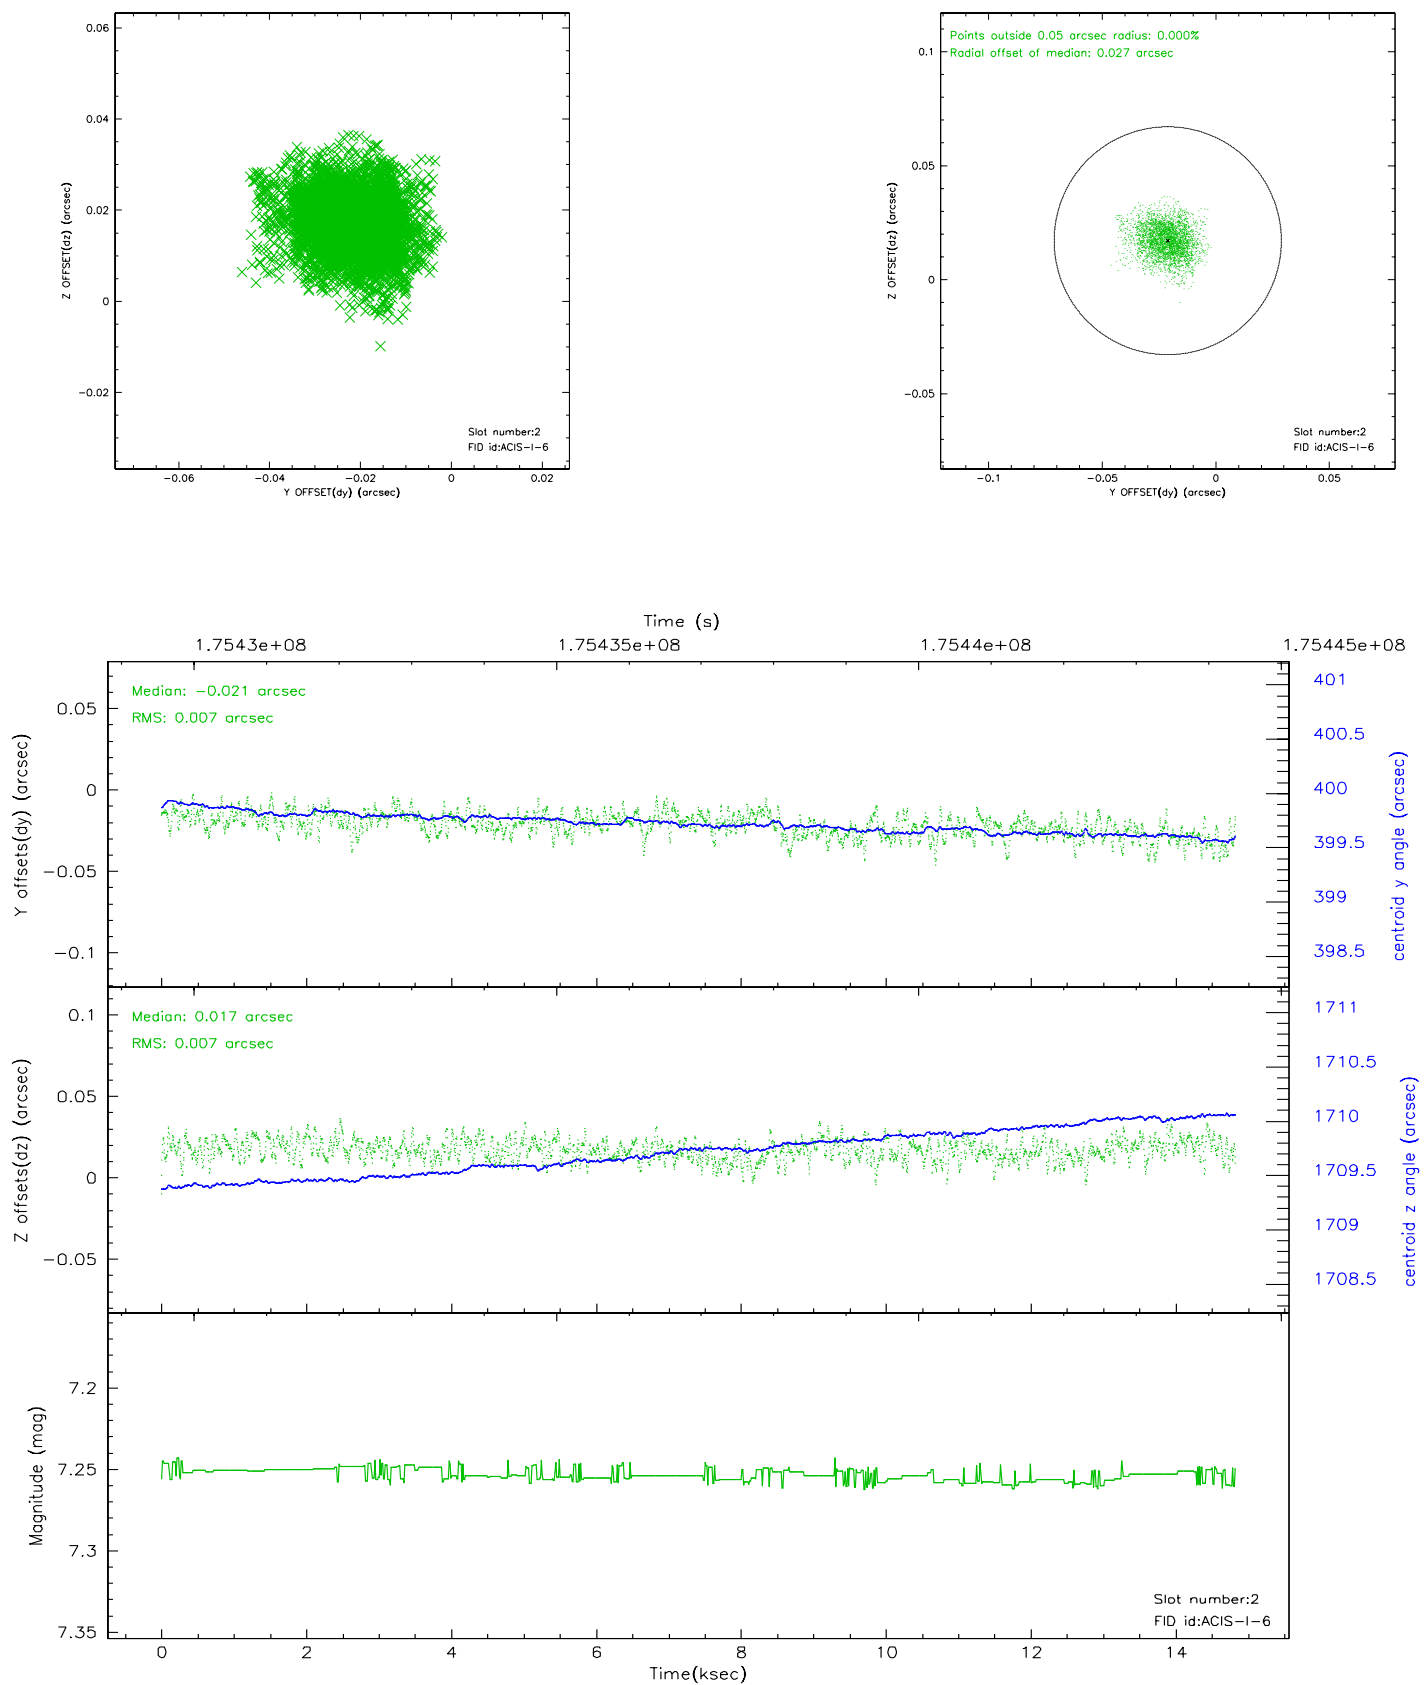 0.06
0.04
0.02
0
-0.02
Z OFFSET(dz) (arcsec)
Slot number:2
FID id:ACIS-I-6
-0.06 -0.04 -0.02 0 0.02
Y OFFSET(dy) (arcsec)
Points outside 0.05 arcsec radius: 0.000%
Radial offset of median: 0.027 arcsec
0.1
0.05
0
-0.05
Z OFFSET(dz) (arcsec)
Slot number:2
FID id:ACIS-I-6
-0.1 -0.05 0 0.05
Y OFFSET(dy) (arcsec)
Time (s)
1.7543e+08 1.75435e+08 1.7544e+08 1.75445e+08
Median: -0.021 arcsec
RMS: 0.007 arcsec
0.05
0
-0.05
-0.1
Y offsets(dy) (arcsec)
401
400.5
400
399.5
399
398.5
centroid y angle (arcsec)
Median: 0.017 arcsec
RMS: 0.007 arcsec
0.1
0.05
0
-0.05
Z offsets(dz) (arcsec)
1711
1710.5
1710
1709.5
1709
1708.5
centroid z angle (arcsec)
7.2
7.25
7.3
7.35
Magnitude (mag)
Slot number:2
FID id:ACIS-I-6
0 2 4 6 8 10 12 14
Time(ksec)